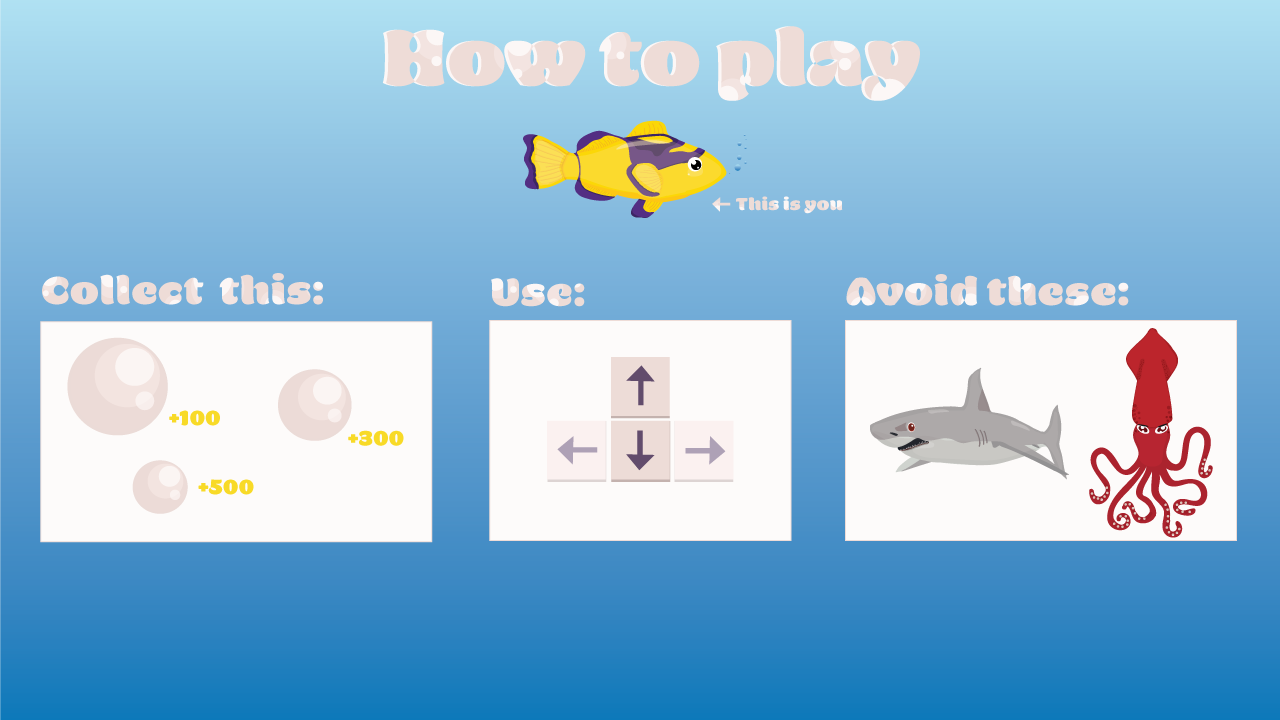 How to play
← This is you
Collect this:
+100
+300
+500
Use:
↑
← ↓ →
Avoid these: